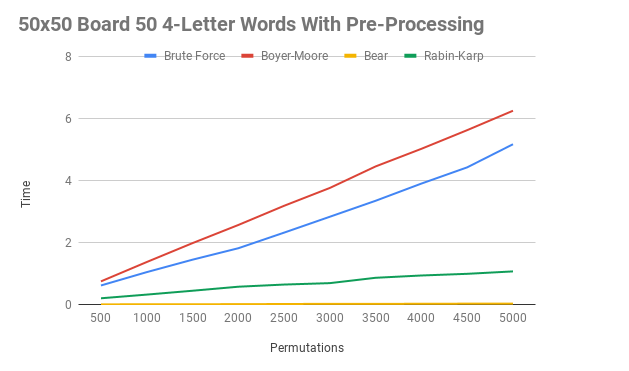 50x50 Board 50 4-Letter Words With Pre-Processing
Brute Force Boyer-Moore Bear Rabin-Karp
8
6
4
2
0
Time
500 1000 1500 2000 2500 3000 3500 4000 4500 5000
Permutations